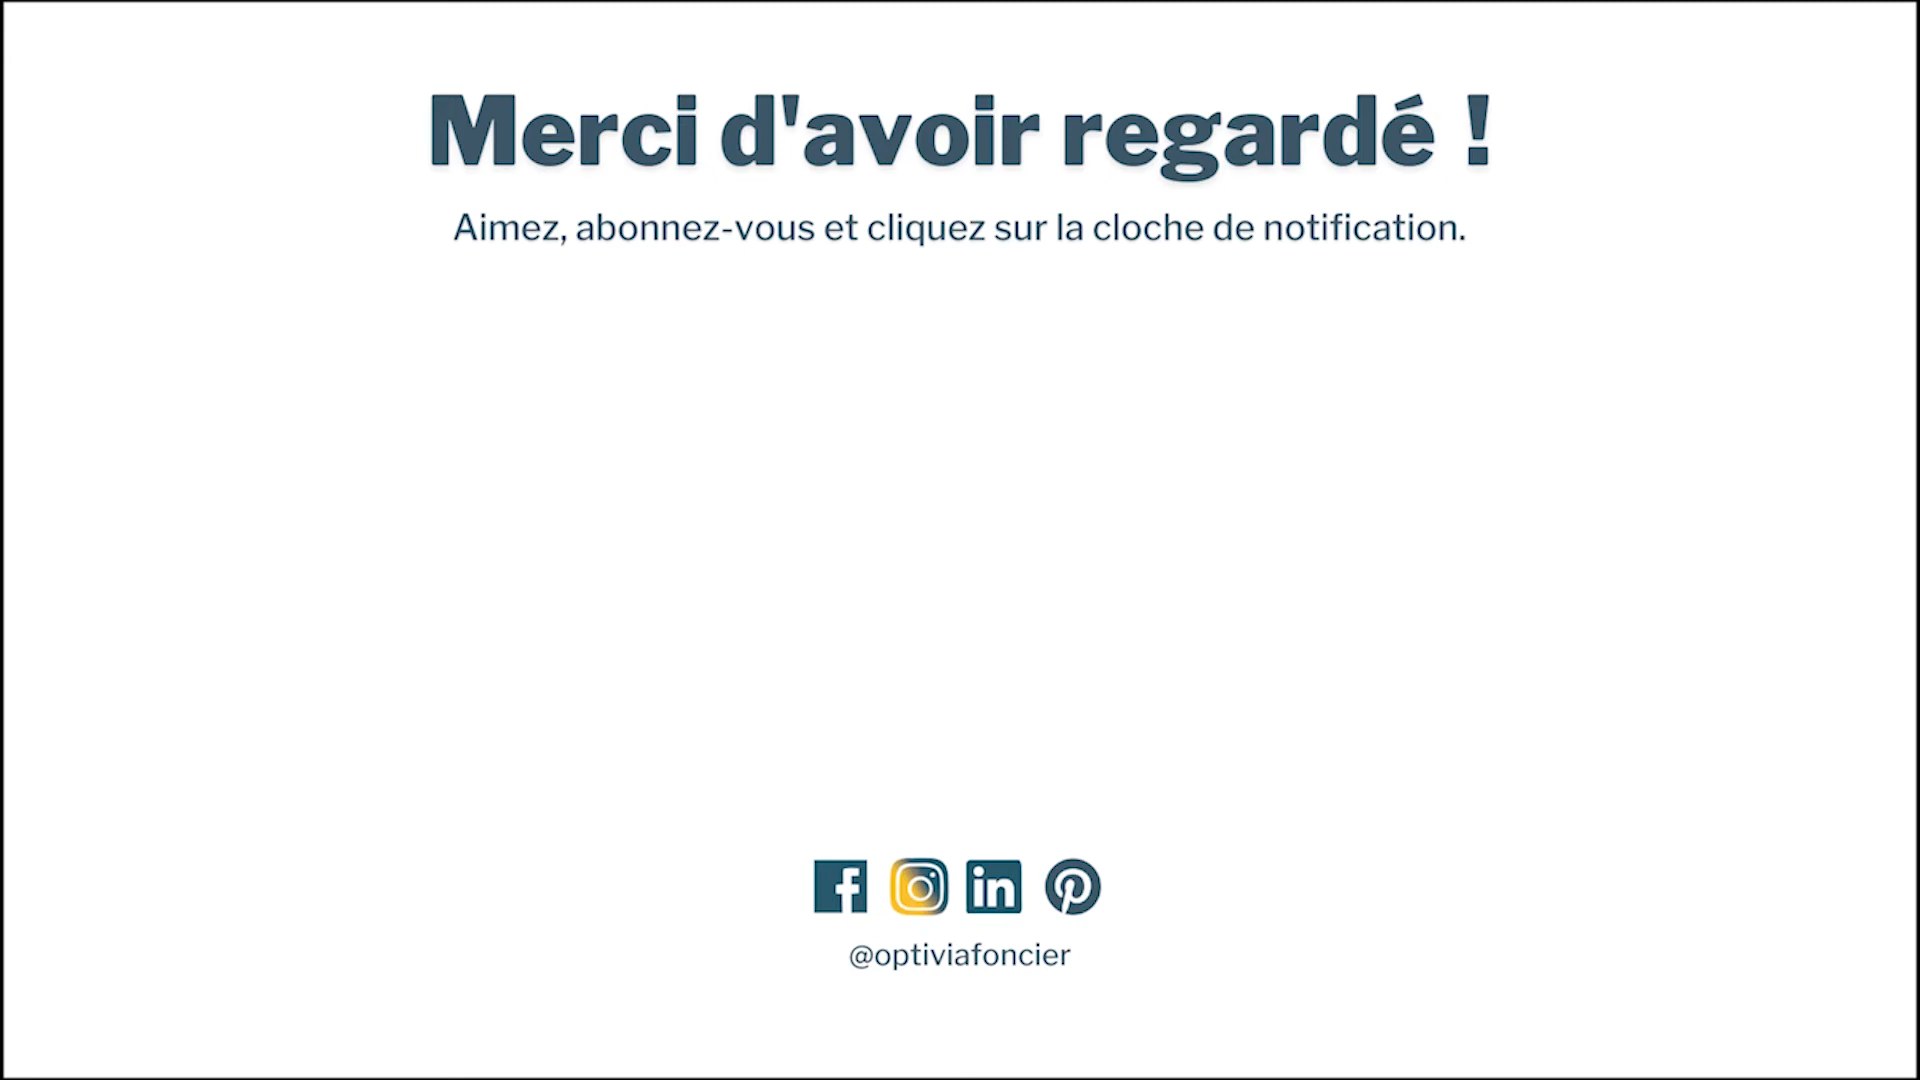 Merci d'avoir regardé !
Aimez, abonnez-vous et cliquez sur la cloche de notification.
@optiviafoncier